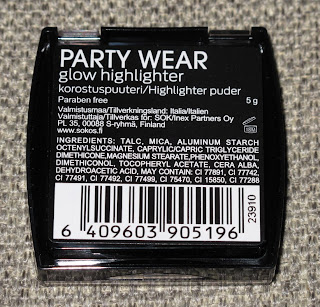 PARTY WEAR
glow highlighter
korostuspuuteri/Highlighter puder
Paraben free
5 g
Valmistusmaa/Tillverkningsland: Italia/Italien
Valmistuttaja/Tillverkas för: SOK/Inex Partners Oy
PL 35, 00088 S-ryhmä, Finland
www.sokos.fi
18M
INGREDIENTS: TALC, MICA, ALUMINUM STARCH
OCTENYLSUCCINATE, CAPRYLIC/CAPRIC TRIGLYCERIDE
DIMETHICONE,MAGNESIUM STEARATE,PHENOXYETHANOL,
DIMETHICONOL, TOCOPHERYL ACETATE, CERA ALBA,
DEHYDROACETIC ACID, MAY CONTAIN: CI 77891, CI 77742,
CI 77491, CI 77492, CI 77499, CI 75470, CI 15850, CI 77288
6 409603 905196
23910